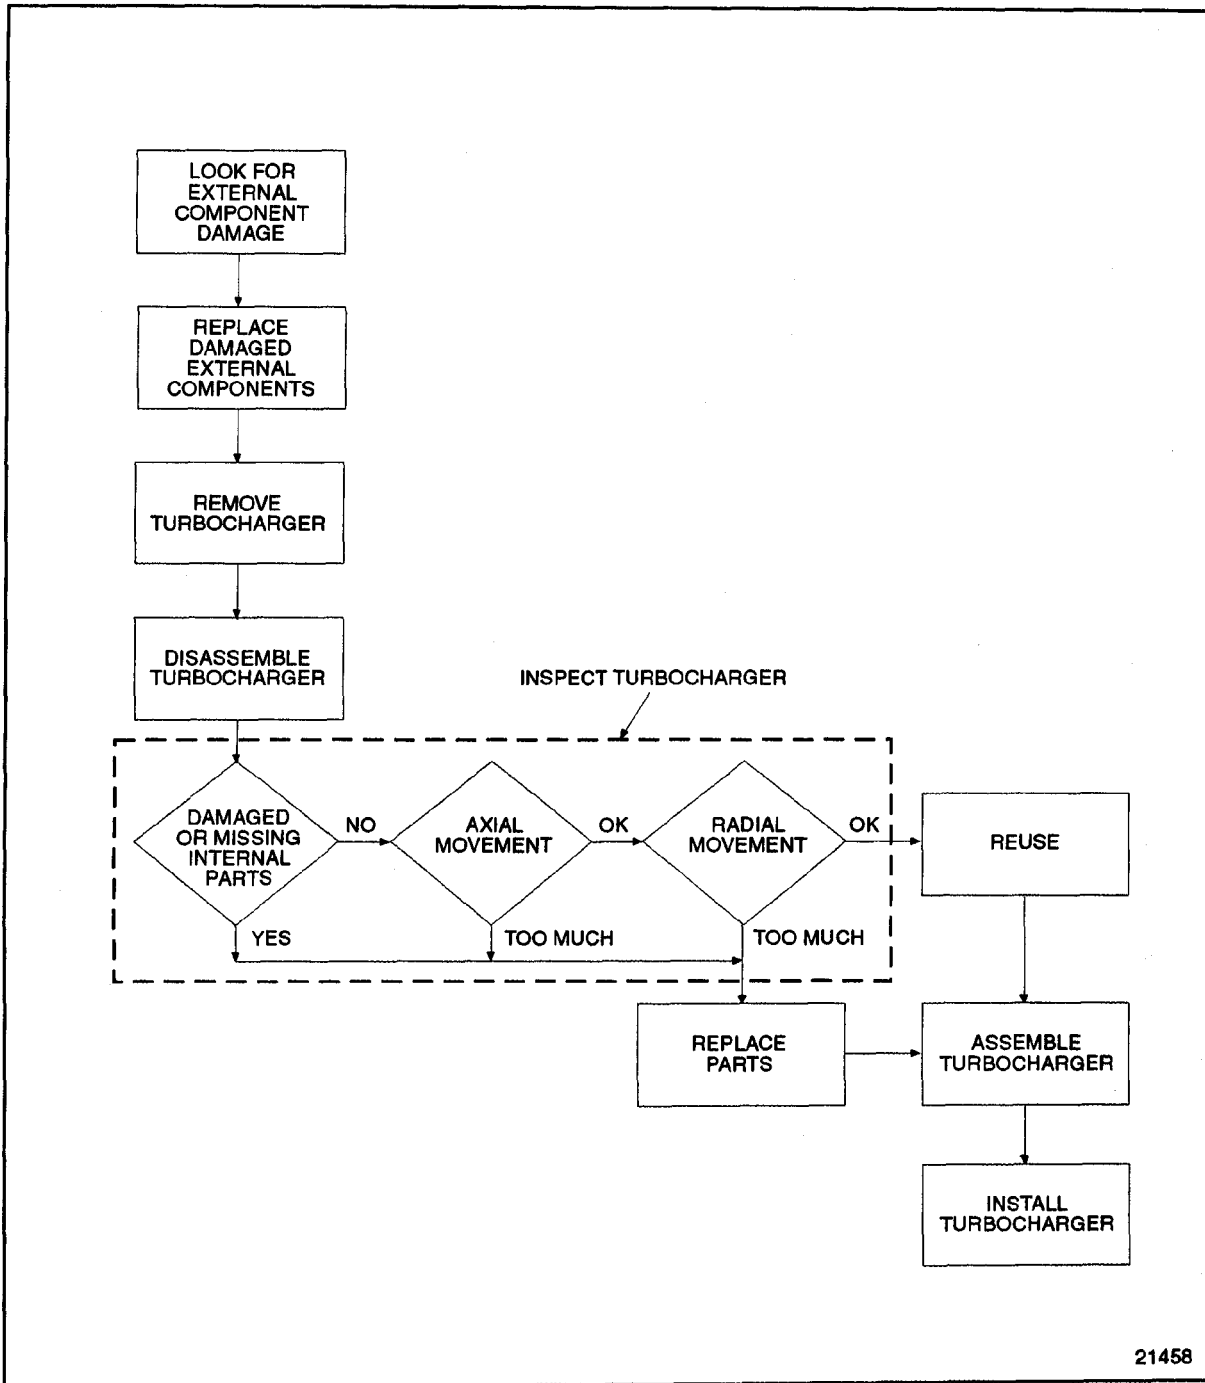 LOOK FOR
EXTERNAL
COMPONENT
DAMAGE
REPLACE
DAMAGED
EXTERNAL
COMPONENTS
REMOVE
TURBOCHARGER
DISASSEMBLE
TURBOCHARGER
INSPECT TURBOCHARGER
DAMAGED
OR MISSING
INTERNAL
PARTS
NO
YES
AXIAL
MOVEMENT
OK
TOO MUCH
RADIAL
MOVEMENT
OK
TOO MUCH
REUSE
REPLACE
PARTS
ASSEMBLE
TURBOCHARGER
INSTALL
TURBOCHARGER
21458